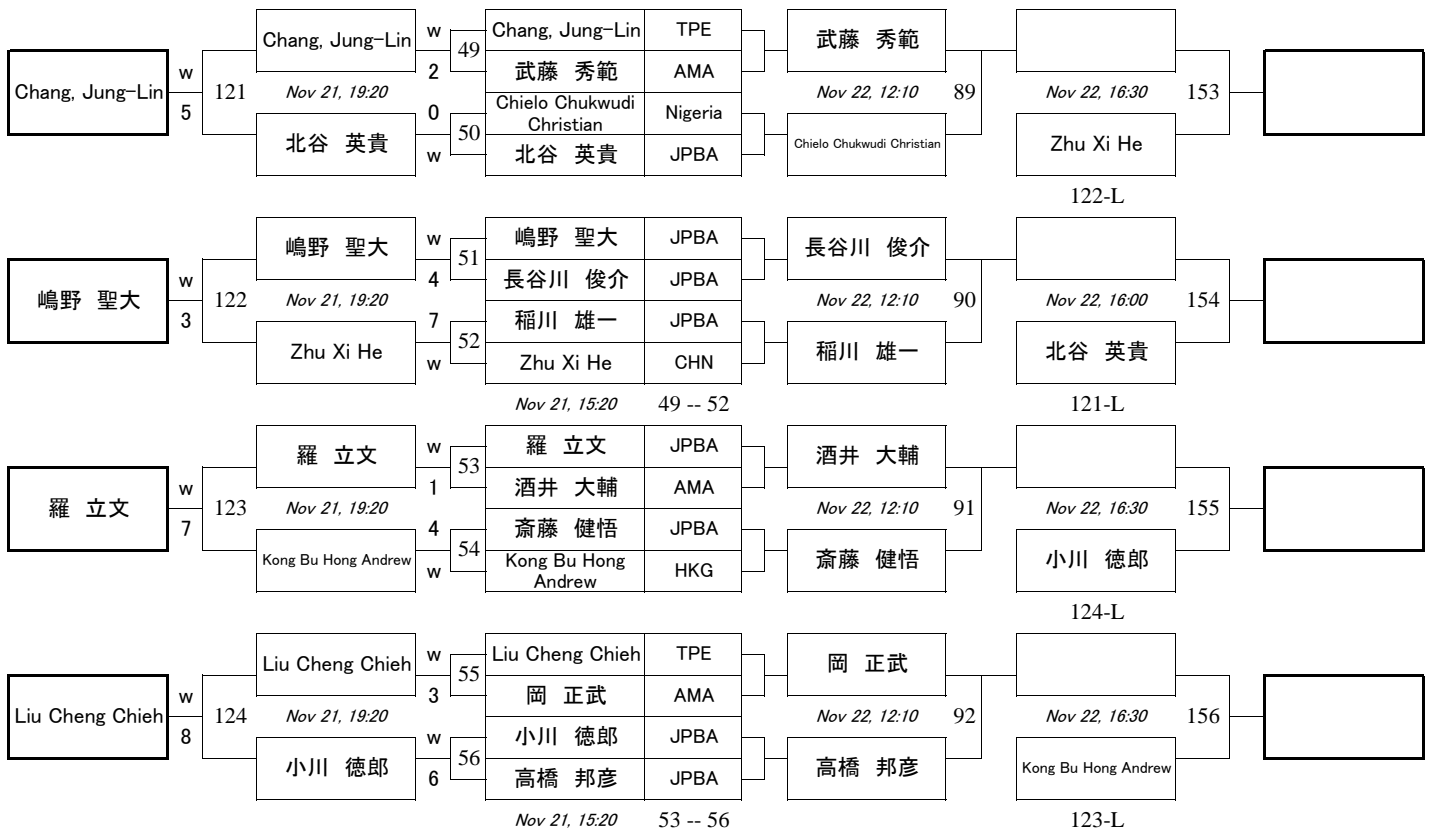 Chang, Jung-Lin
w
5
121
Chang, Jung-Lin
Nov 21, 19:20
北谷 英貴
w
2
49
0
w
50
Chang, Jung-Lin TPE
武藤 秀範 AMA
Chielo Chukwudi
Christian
Nigeria
北谷 英貴 JPBA
武藤 秀範
Nov 22, 12:10
Chielo Chukwudi Christian
89
Nov 22, 16:30
Zhu Xi He
122-L
153
嶋野 聖大
w
3
122
嶋野 聖大
Nov 21, 19:20
Zhu Xi He
w
4
51
7
w
52
嶋野 聖大 JPBA
長谷川 俊介 JPBA
稲川 雄一 JPBA
Zhu Xi He CHN
Nov 21, 15:20 49 -- 52
長谷川 俊介
Nov 22, 12:10
稲川 雄一
90
Nov 22, 16:00
北谷 英貴
121-L
154
羅 立文
w
7
123
羅 立文
Nov 21, 19:20
Kong Bu Hong Andrew
w
1
53
4
w
54
羅 立文 JPBA
酒井 大輔 AMA
斎藤 健悟 JPBA
Kong Bu Hong
Andrew
HKG
酒井 大輔
Nov 22, 12:10
斎藤 健悟
91
Nov 22, 16:30
小川 徳郎
124-L
155
Liu Cheng Chieh
w
8
124
Liu Cheng Chieh
Nov 21, 19:20
小川 徳郎
w
3
55
w
6
56
Liu Cheng Chieh TPE
岡 正武 AMA
小川 徳郎 JPBA
高橋 邦彦 JPBA
Nov 21, 15:20 53 -- 56
岡 正武
Nov 22, 12:10
高橋 邦彦
92
Nov 22, 16:30
Kong Bu Hong Andrew
123-L
156